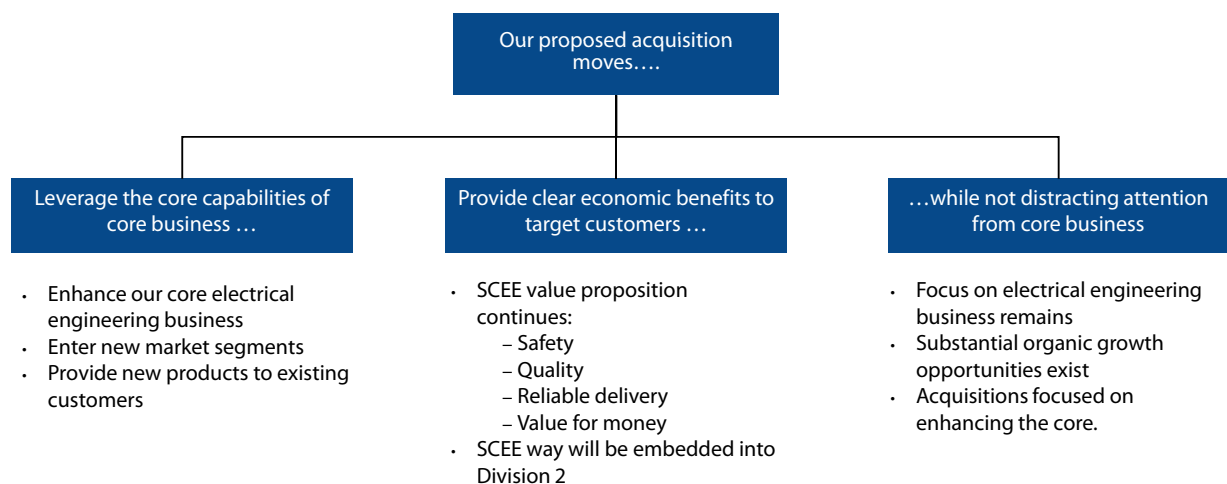 Our proposed acquisition
moves….
Leverage the core capabilities of
core business …
• Enhance our core electrical
engineering business
• Enter new market segments
• Provide new products to existing
customers
Provide clear economic benefits to
target customers …
• SCEE value proposition
continues:
– Safety
– Quality
– Reliable delivery
– Value for money
• SCEE way will be embedded into
Division 2
…while not distracting attention
from core business
• Focus on electrical engineering
business remains
• Substantial organic growth
opportunities exist
• Acquisitions focused on
enhancing the core.